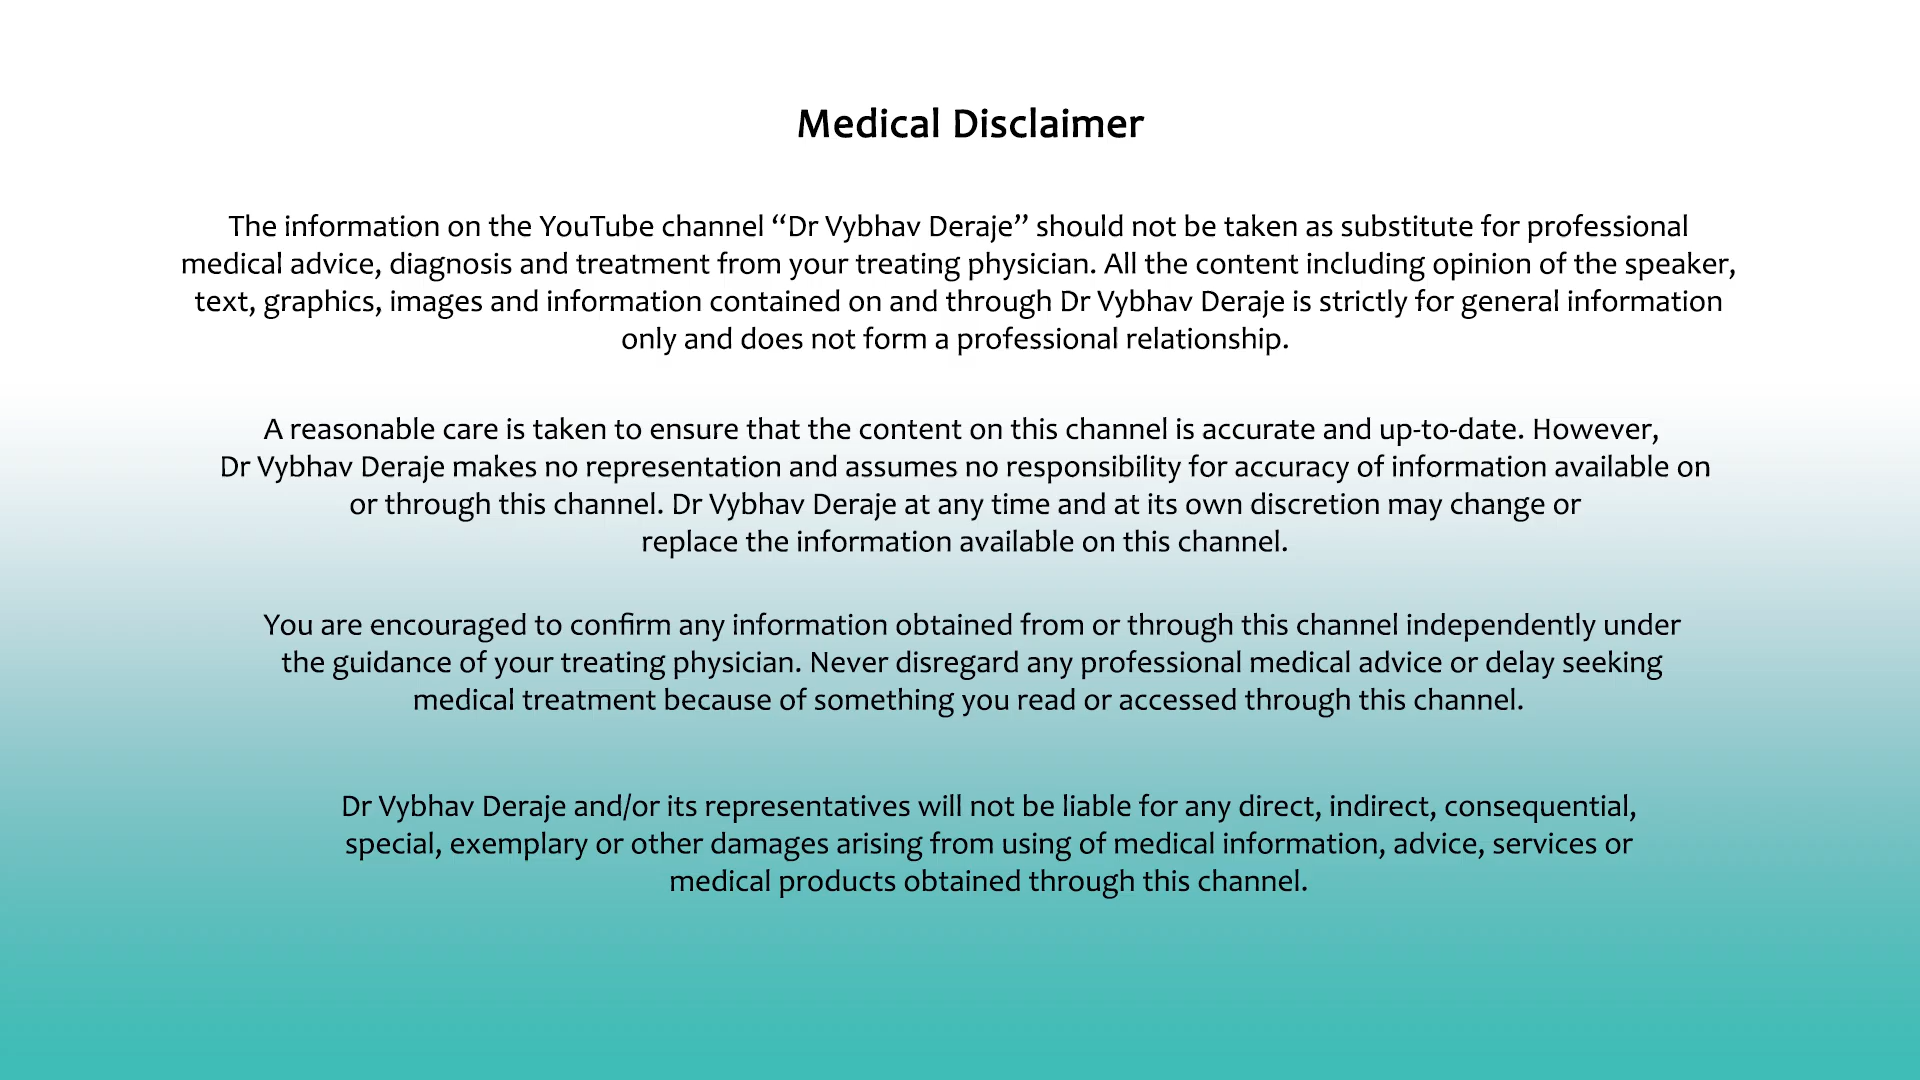 Medical Disclaimer
The information on the YouTube channel “Dr Vybhav Deraje” should not be taken as substitute for professional
medical advice, diagnosis and treatment from your treating physician. All the content including opinion of the speaker,
text, graphics, images and information contained on and through Dr Vybhav Deraje is strictly for general information
only and does not form a professional relationship.
A reasonable care is taken to ensure that the content on this channel is accurate and up-to-date. However,
Dr Vybhav Deraje makes no representation and assumes no responsibility for accuracy of information available on
or through this channel. Dr Vybhav Deraje at any time and at its own discretion may change or
replace the information available on this channel.
You are encouraged to confirm any information obtained from or through this channel independently under
the guidance of your treating physician. Never disregard any professional medical advice or delay seeking
medical treatment because of something you read or accessed through this channel.
Dr Vybhav Deraje and/or its representatives will not be liable for any direct, indirect, consequential,
special, exemplary or other damages arising from using of medical information, advice, services or
medical products obtained through this channel.